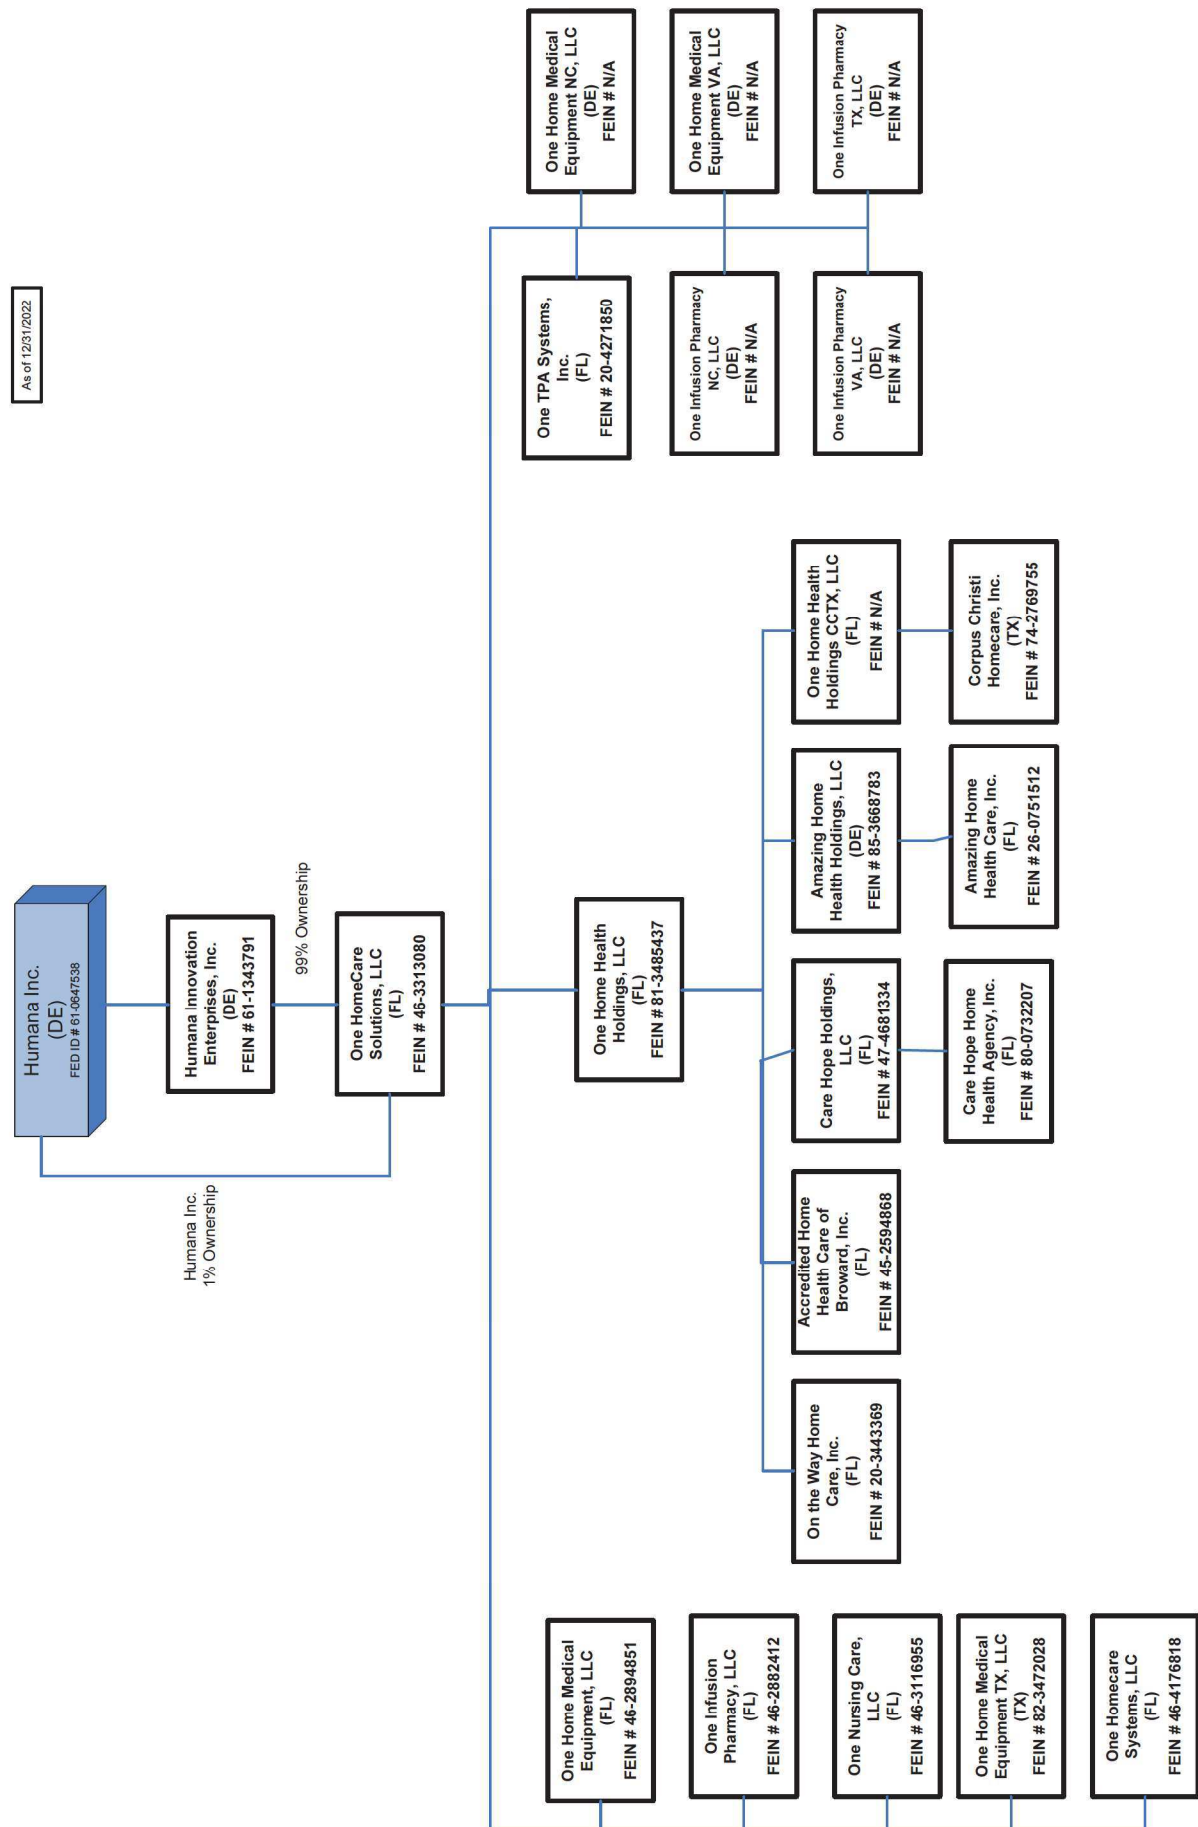 As of 12/31/2022
Humana Inc.
(DE)
FED ID # 61-0647538
Humana Inc.
1% Ownership
Humana Innovation
Enterprises, Inc.
(DE)
FEIN # 61-1343791
99% Ownership
One HomeCare
Solutions, LLC
(FL)
FEIN # 46-3313080
One Home Medical
Equipment, LLC
(FL)
FEIN # 46-2894851
One Infusion
Pharmacy, LLC
(FL)
FEIN # 46-2882412
One Nursing Care,
LLC
(FL)
FEIN # 46-3116955
One Home Medical
Equipment TX, LLC
(TX)
FEIN # 82-3472028
One Homecare
Systems, LLC
(FL)
FEIN # 46-4176818
One Home Health
Holdings, LLC
(FL)
FEIN # 81-3485437
On the Way Home
Care, Inc.
(FL)
FEIN # 20-3443369
Accredited Home
Health Care of
Broward, Inc.
(FL)
FEIN # 45-2594868
Care Hope Holdings,
LLC
(FL)
FEIN # 47-4681334
Amazing Home
Health Holdings, LLC
(DE)
FEIN # 85-3668783
One Home Health
Holdings CCTX, LLC
(FL)
FEIN # N/A
Care Hope Home
Health Agency, Inc.
(FL)
FEIN # 80-0732207
Amazing Home
Health Care, Inc.
(FL)
FEIN # 26-0751512
Corpus Christi
Homecare, Inc.
(TX)
FEIN # 74-2769755
One TPA Systems,
Inc.
(FL)
FEIN # 20-4271850
One Home Medical
Equipment NC, LLC
(DE)
FEIN # N/A
One Infusion Pharmacy
NC, LLC
(DE)
FEIN # N/A
One Home Medical
Equipment VA, LLC
(DE)
FEIN # N/A
One Infusion Pharmacy
VA, LLC
(DE)
FEIN # N/A
One Infusion Pharmacy
TX, LLC
(DE)
FEIN # N/A